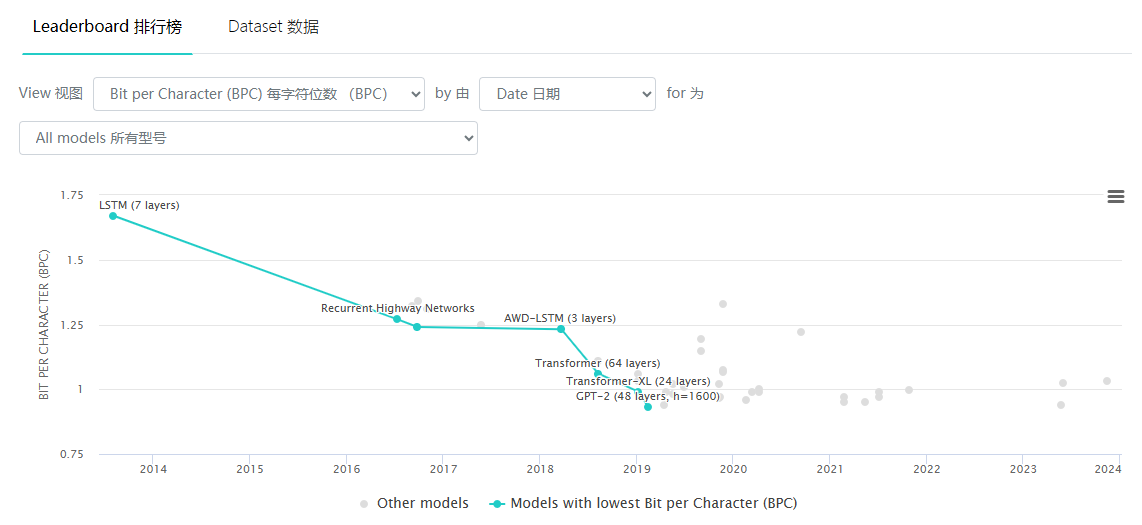 Leaderboard 排行榜 Dataset 数据
View 视图 Bit per Character (BPC) 每字符位数 （BPC） by 由 Date 日期 for 为
All models 所有型号
1.75
LSTM (7 layers)
1.5
Recurrent Highway Networks
1.25
AWD-LSTM (3 layers)
Transformer (64 layers)
Transformer-XL (24 layers)
1
GPT-2 (48 layers, h=1600)
0.75
BIT PER CHARACTER (BPC)
2014 2015 2016 2017 2018 2019 2020 2021 2022 2023 2024
Other models Models with lowest Bit per Character (BPC)